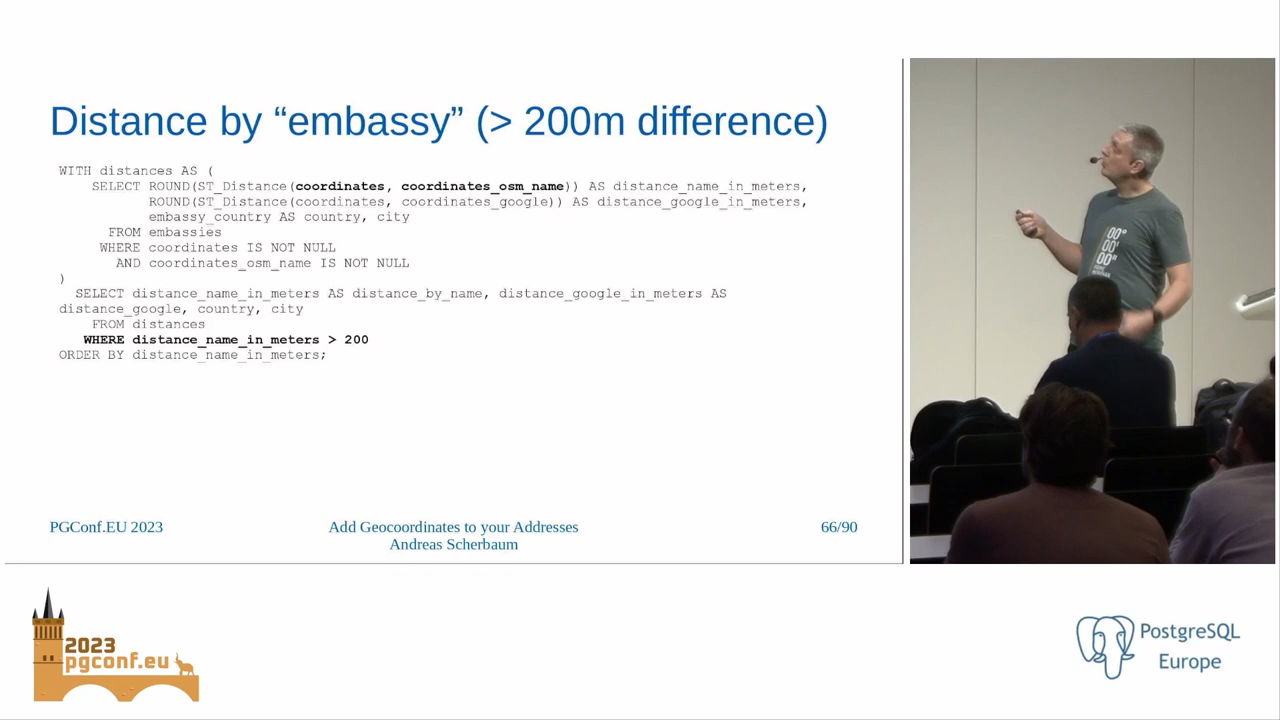 Distance by “embassy” (> 200m difference)
WITH distances AS (
SELECT ROUND(ST_Distance(coordinates, coordinates_osm_name)) AS distance_name_in_meters,
ROUND(ST_Distance(coordinates, coordinates_google)) AS distance_google_in_meters,
embassy_country AS country, city
FROM embassies
WHERE coordinates IS NOT NULL
AND coordinates_osm_name IS NOT NULL
)
SELECT distance_name_in_meters AS distance_by_name, distance_google_in_meters AS
distance_google, country, city
FROM distances
WHERE distance_name_in_meters > 200
ORDER BY distance_name_in_meters;
PGConf.EU 2023
Add Geocoordinates to your Addresses
Andreas Scherbaum
66/90
00°
00'
00"
2023
pgconf.eu
PostgreSQL
Europe